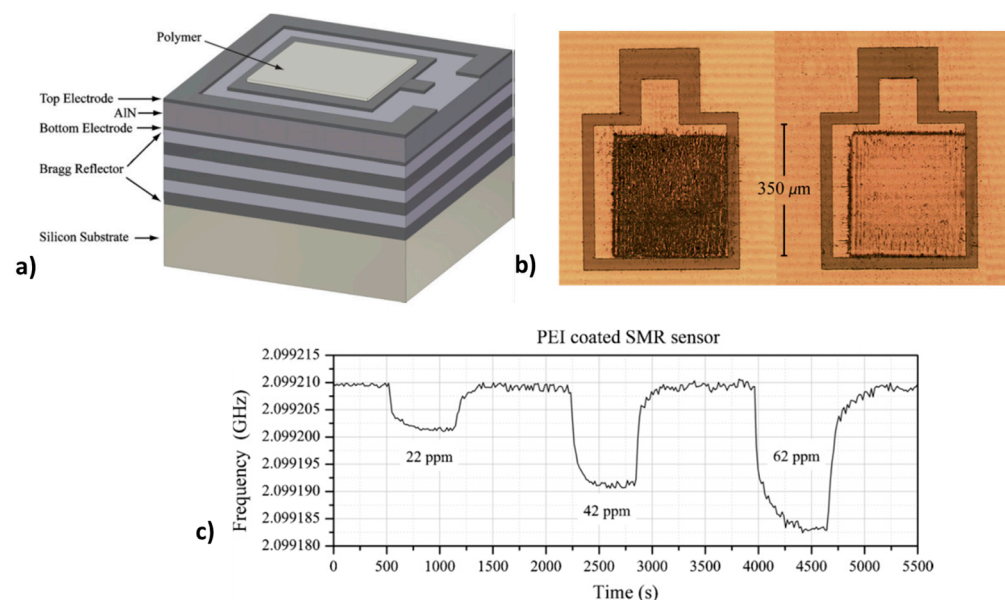 Polymer
Top Electrode
AlN
Bottom Electrode
Bragg Reflector
Silicon Substrate
a)
350 µm
b)
PEI coated SMR sensor
2.099215
2.099210
2.099205
2.099200
2.099195
2.099190
2.099185
2.099180
Frequency (GHz)
22 ppm
42 ppm
62 ppm
c)
0 500 1000 1500 2000 2500 3000 3500 4000 4500 5000 5500
Time (s)